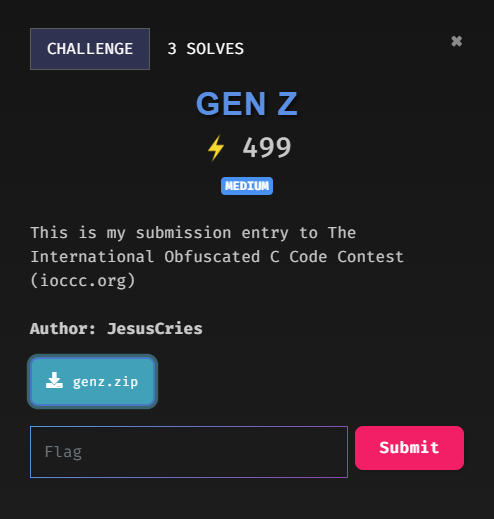 CHALLENGE 3 SOLVES ✖
GEN Z
⚡ 499
MEDIUM
This is my submission entry to The
International Obfuscated C Code Contest
(ioccc.org)
Author: JesusCries
genz.zip
Flag
Submit